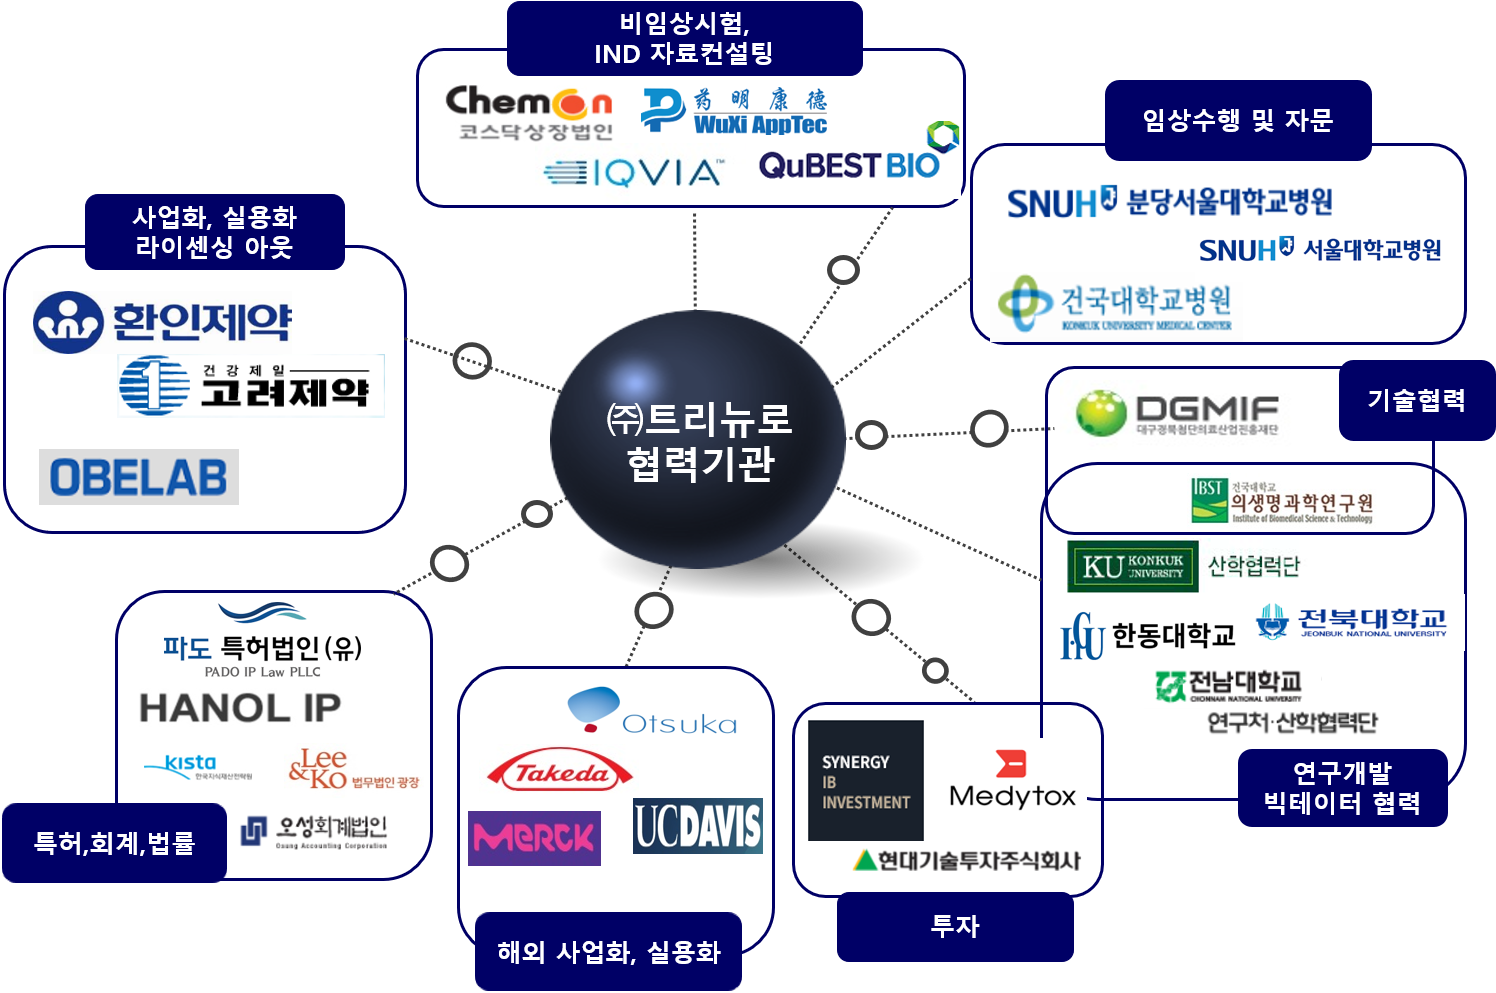 비임상시험,
IND 자료컨설팅
ChemOn
코스닥상장법인
药明康德
WuXi AppTec
IQVIA™
QuBEST BIO
임상수행 및 자문
SNUH 분당서울대학교병원
SNUH 서울대학교병원
건국대학교병원
KONKUK UNIVERSITY MEDICAL CENTER
사업화, 실용화
라이센싱 아웃
환인제약
건강제일
1 고려제약
OBELAB
㈜트리뉴로
협력기관
기술협력
DGMIF
대구경북첨단의료산업진흥재단
IBST 건국대학교
의생명과학연구원
Institute of Biomedical Science & Technology
KU KONKUK UNIVERSITY 산학협력단
HGU 한동대학교
전북대학교
JEONBUK NATIONAL UNIVERSITY
전남대학교
CHONNAM NATIONAL UNIVERSITY
연구처·산학협력단
연구개발
빅테이터 협력
파도 특허법인(유)
PADO IP Law PLLC
HANOL IP
kista
한국지식재산전략원
Lee
&Ko 법무법인 광장
오성회계법인
Osung Accounting Corporation
특허,회계,법률
Otsuka
Takeda
MERCK
UCDAVIS
해외 사업화, 실용화
SYNERGY
IB
INVESTMENT
Medytox
현대기술투자주식회사
투자